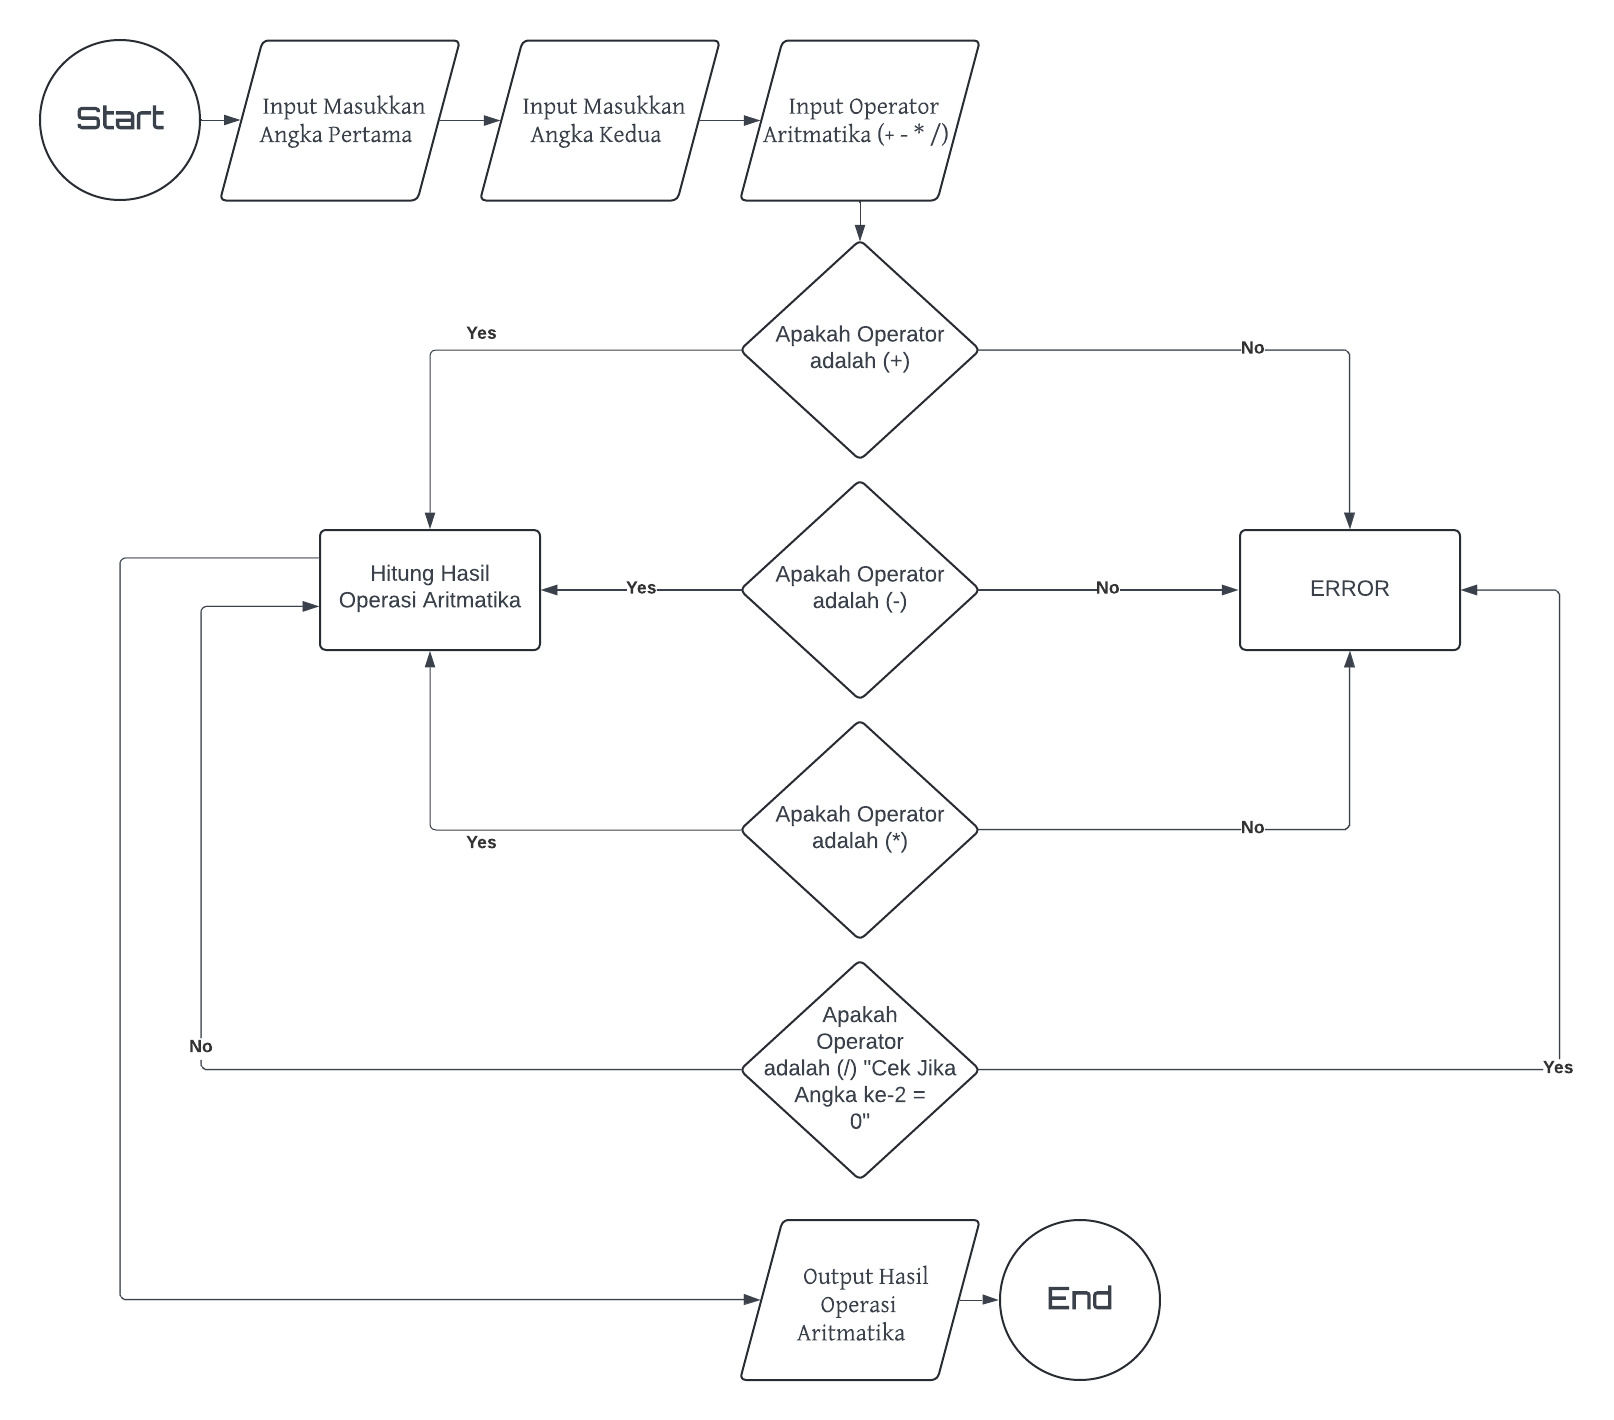 Start
Input Masukkan
Angka Pertama
Input Masukkan
Angka Kedua
Input Operator
Aritmatika (+ - * /)
Apakah Operator
adalah (+)
Yes
No
Hitung Hasil
Operasi Aritmatika
Yes
Apakah Operator
adalah (-)
No
ERROR
Apakah Operator
adalah (*)
Yes
No
Apakah
Operator
adalah (/) "Cek Jika
Angka ke-2 =
0"
No
Yes
Output Hasil
Operasi
Aritmatika
End